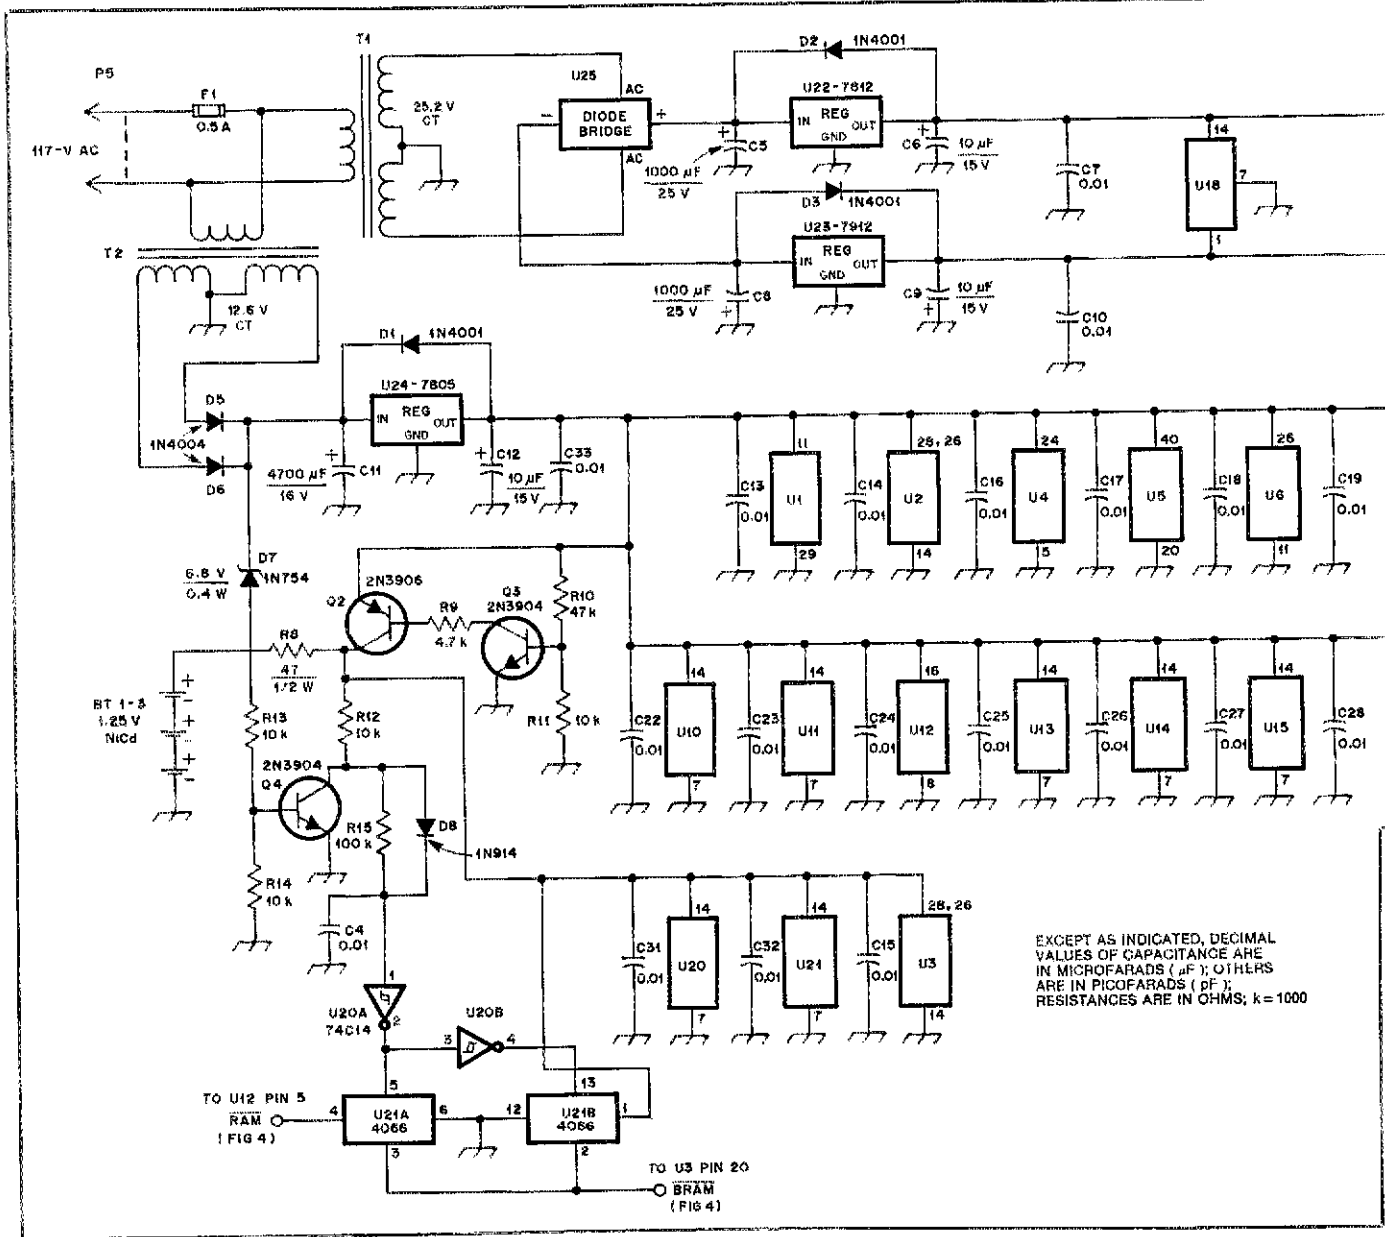 T1
P5
F1
0.5 A
117-V AC
25.2 V
CT
U25
AC
DIODE
BRIDGE
- +
AC
D2 1N4001
U22-7812
REG
IN OUT
GND
+ C5
1000 µF
25 V
C6 + 10 µF
15 V
C7
0.01
14
U18
7
1
D3 1N4001
U23-7912
REG
IN OUT
GND
1000 µF
25 V
C8
+
C9 10 µF
15 V
+
C10
0.01
T2
12.6 V
CT
D1 1N4001
U24-7805
REG
IN OUT
GND
D5
1N4004
D6
+
4700 µF
16 V
C11
+ C12
10 µF
15 V
C33
0.01
C13
0.01
11
U1
29
C14
0.01
28, 26
U2
14
C16
0.01
24
U4
5
C17
0.01
40
U5
20
C18
0.01
26
U6
11
C19
0.01
D7
6.8 V
0.4 W
1N754
2N3906
Q2
R9
4.7 k
Q3
2N3904
R10
47 k
R8
47
1/2 W
BT 1-3
1.25 V
NiCd
+
-
+
-
+
-
R13
10 k
R12
10 k
R11 10 k
C22
0.01
10
U10
7
C23
0.01
14
U11
7
C24
0.01
16
U12
8
C25
0.01
14
U13
7
C26
0.01
14
U14
7
C27
0.01
14
U15
7
C28
0.01
2N3904
Q4
R15
100 k
D8
1N914
R14
10 k
C4
0.01
C31
0.01
14
U20
7
C32
0.01
14
U21
7
C15
0.01
28, 26
U3
14
EXCEPT AS INDICATED, DECIMAL
VALUES OF CAPACITANCE ARE
IN MICROFARADS ( µF ); OTHERS
ARE IN PICOFARADS ( pF );
RESISTANCES ARE IN OHMS; k = 1000
1
U20A
74C14
2
U20B
3 4
TO U12 PIN 5
RAM
(FIG 4)
5
4 U21A 6
4066
3
13
12 U21B 1
4066
2
TO U3 PIN 20
BRAM
(FIG 4)